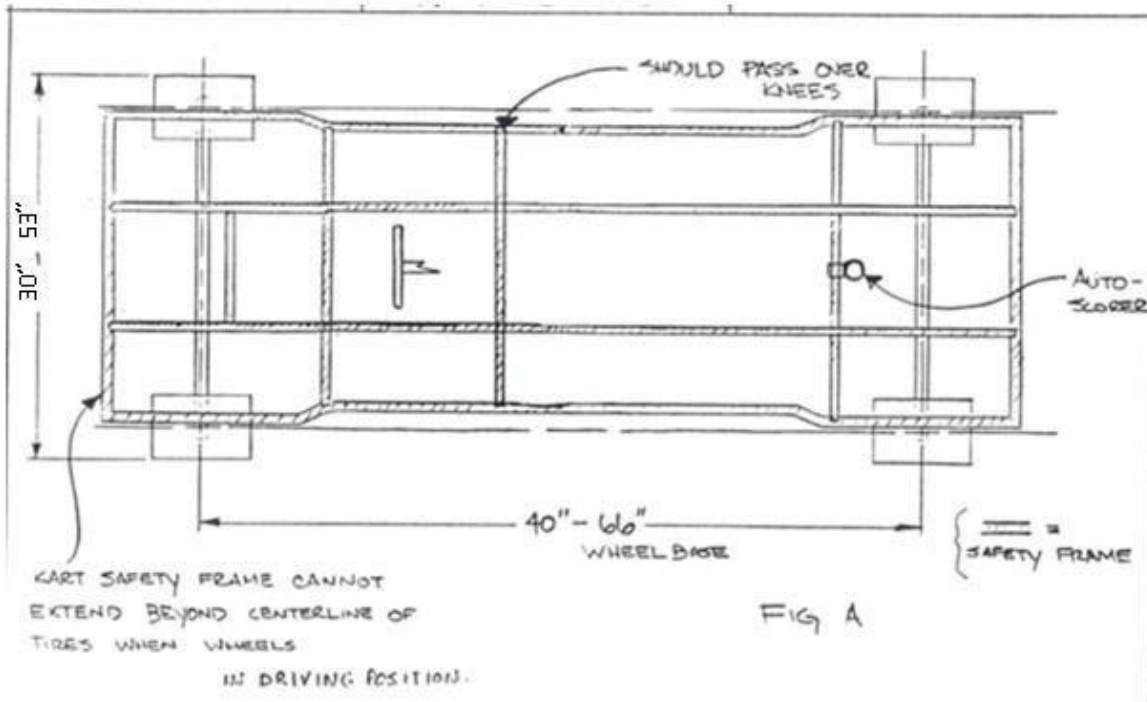 SHOULD PASS OVER
KNEES
30" - 53"
AUTO-
SCORER
40" - 66"
WHEEL BASE
=
SAFETY FRAME
KART SAFETY FRAME CANNOT
EXTEND BEYOND CENTERLINE OF
TIRES WHEN WHEELS
IN DRIVING POSITION.
FIG A